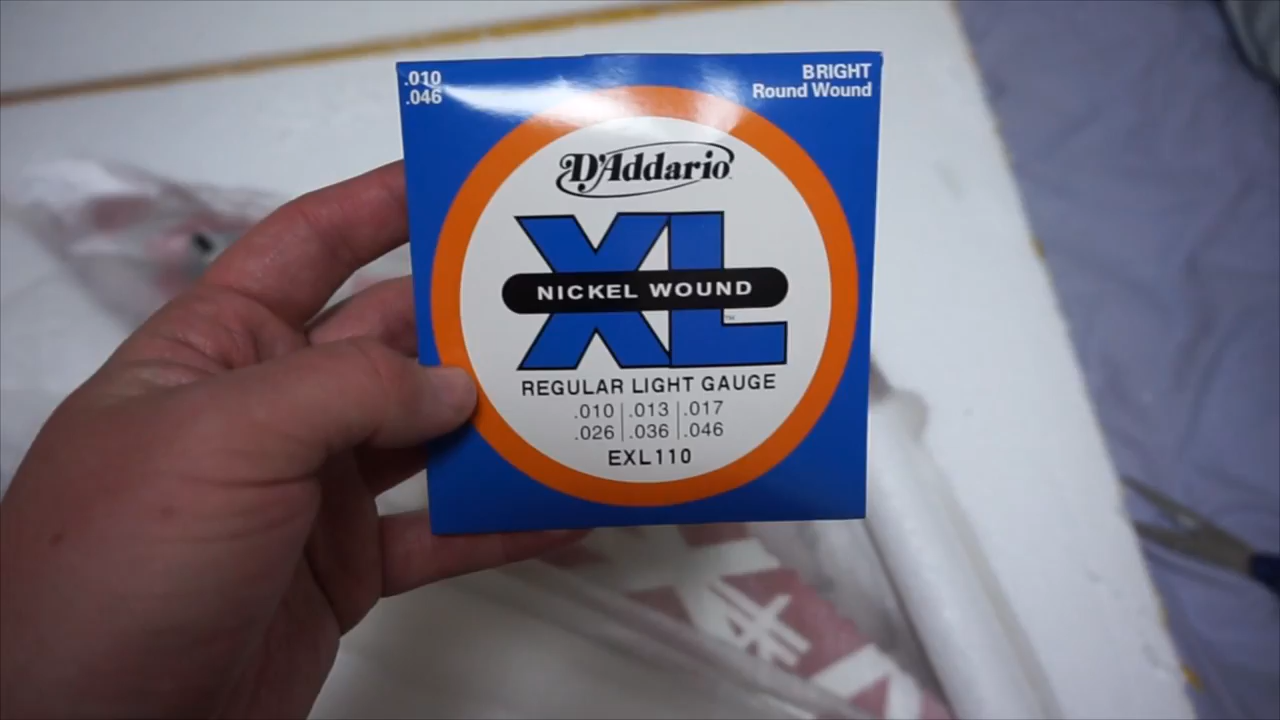 .010
.046
BRIGHT
Round Wound
D'Addario
XL
NICKEL WOUND
™
REGULAR LIGHT GAUGE
.010 | .013 | .017
.026 | .036 | .046
EXL110